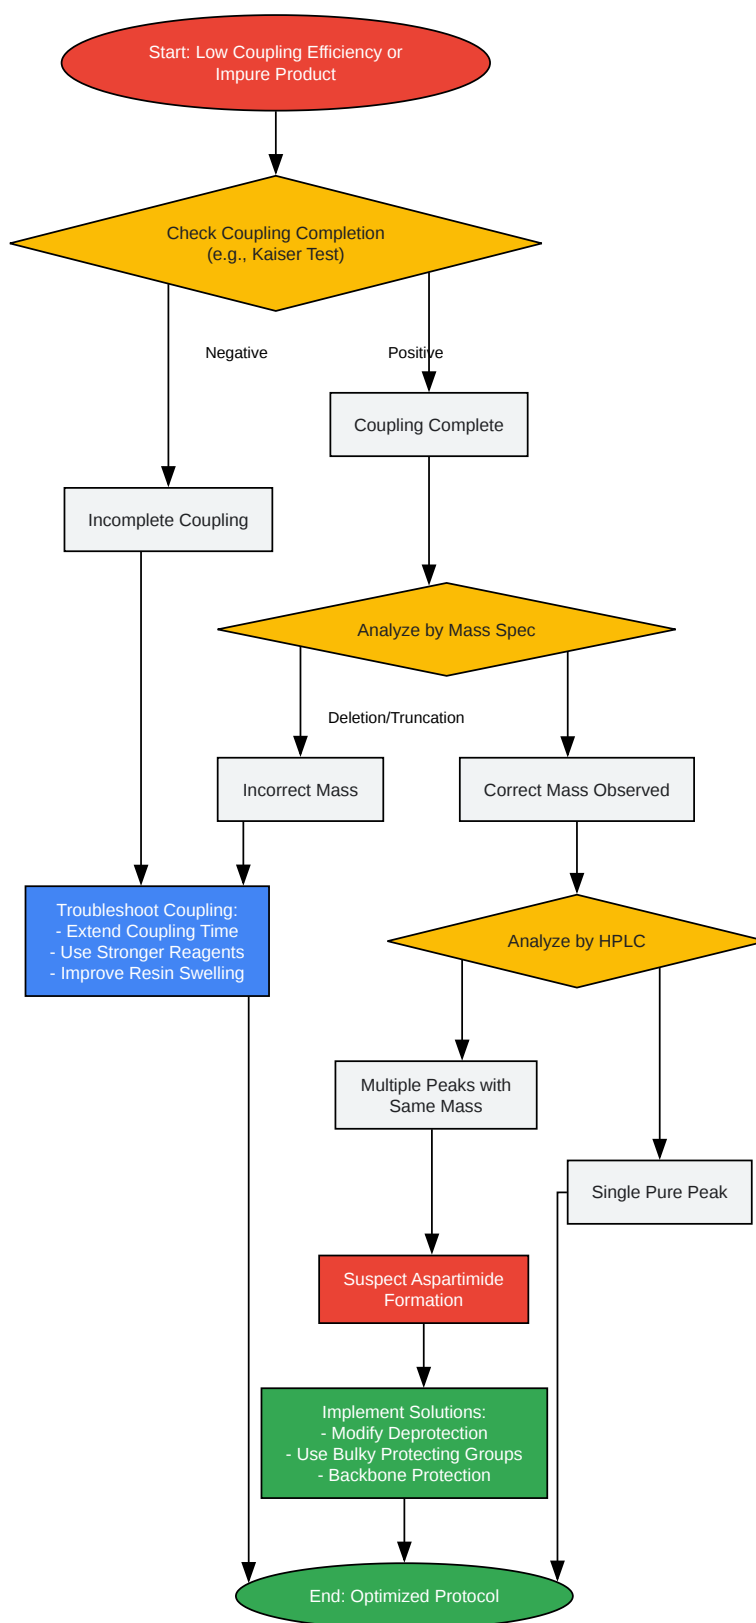 Start: Low Coupling Efficiency or
Impure Product
Check Coupling Completion
(e.g., Kaiser Test)
Negative
Positive
Coupling Complete
Incomplete Coupling
Analyze by Mass Spec
Deletion/Truncation
Incorrect Mass
Correct Mass Observed
Troubleshoot Coupling:
- Extend Coupling Time
- Use Stronger Reagents
- Improve Resin Swelling
Analyze by HPLC
Multiple Peaks with
Same Mass
Single Pure Peak
Suspect Aspartimide
Formation
Implement Solutions:
- Modify Deprotection
- Use Bulky Protecting Groups
- Backbone Protection
End: Optimized Protocol